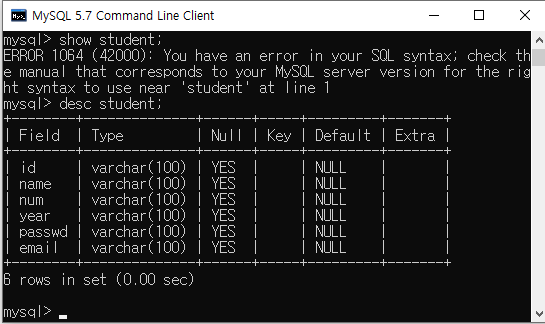 MySQL 5.7 Command Line Client
mysql> show student;
ERROR 1064 (42000): You have an error in your SQL syntax; check th
e manual that corresponds to your MySQL server version for the rig
ht syntax to use near 'student' at line 1
mysql> desc student;
+--------+--------------+------+-----+---------+-------+
| Field  | Type         | Null | Key | Default | Extra |
+--------+--------------+------+-----+---------+-------+
| id     | varchar(100) | YES  |     | NULL    |       |
| name   | varchar(100) | YES  |     | NULL    |       |
| num    | varchar(100) | YES  |     | NULL    |       |
| year   | varchar(100) | YES  |     | NULL    |       |
| passwd | varchar(100) | YES  |     | NULL    |       |
| email  | varchar(100) | YES  |     | NULL    |       |
+--------+--------------+------+-----+---------+-------+
6 rows in set (0.00 sec)
mysql> _